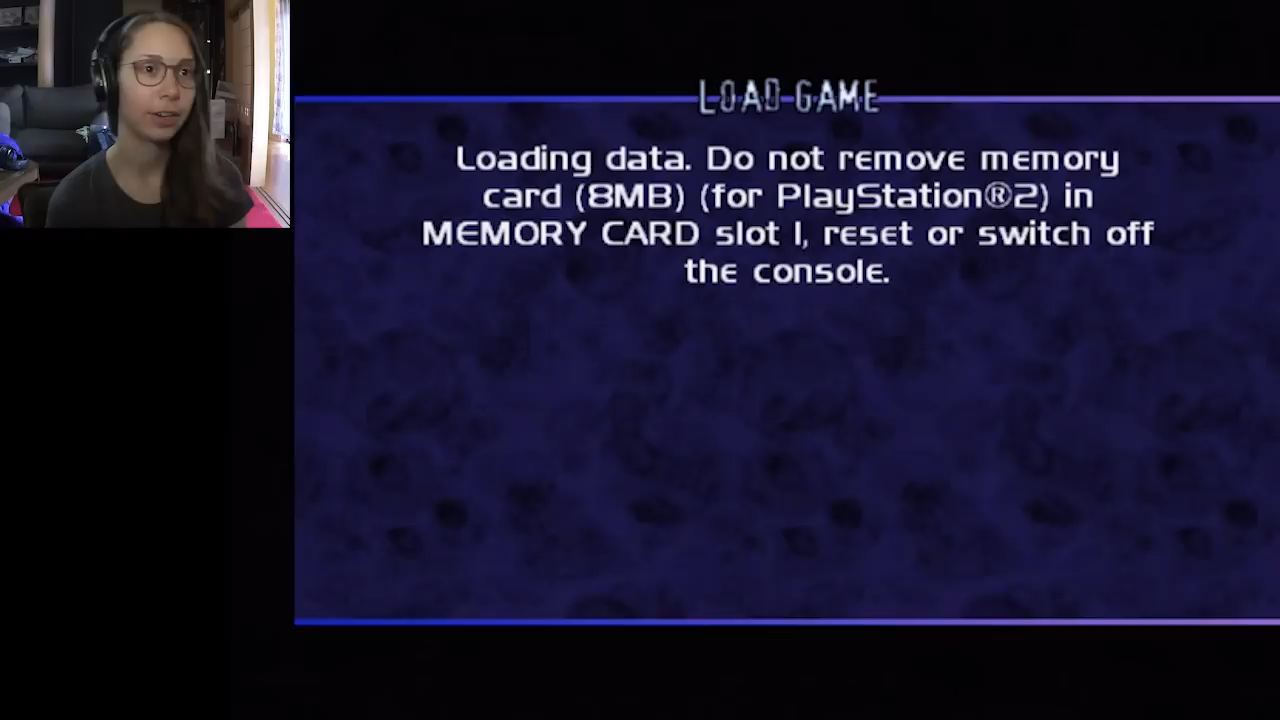 LOAD GAME
Loading data. Do not remove memory
card (8MB) (for PlayStation®2) in
MEMORY CARD slot 1, reset or switch off
the console.